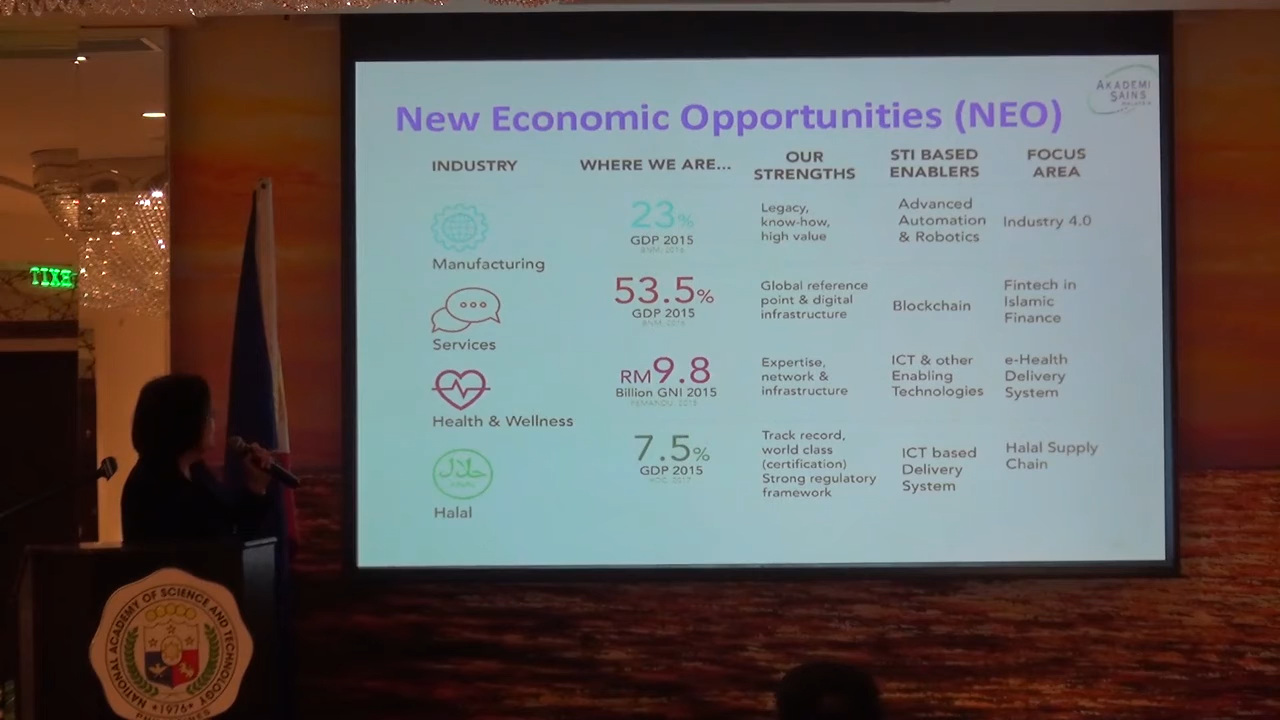 AKADEMI
SAINS
MALAYSIA
New Economic Opportunities (NEO)
INDUSTRY
WHERE WE ARE...
OUR
STRENGTHS
STI BASED
ENABLERS
FOCUS
AREA
Manufacturing
23%
GDP 2015
Legacy,
know-how,
high value
Advanced
Automation
& Robotics
Industry 4.0
Services
53.5%
GDP 2015
Global reference
point & digital
infrastructure
Blockchain
Fintech in
Islamic
Finance
Health & Wellness
RM9.8
Billion GNI 2015
Expertise,
network &
infrastructure
ICT & other
Enabling
Technologies
e-Health
Delivery
System
حلال
Halal
7.5%
GDP 2015
Track record,
world class
(certification)
Strong regulatory
framework
ICT based
Delivery
System
Halal Supply
Chain
EXIT
NATIONAL ACADEMY OF SCIENCE AND TECHNOLOGY
1976
PHILIPPINES